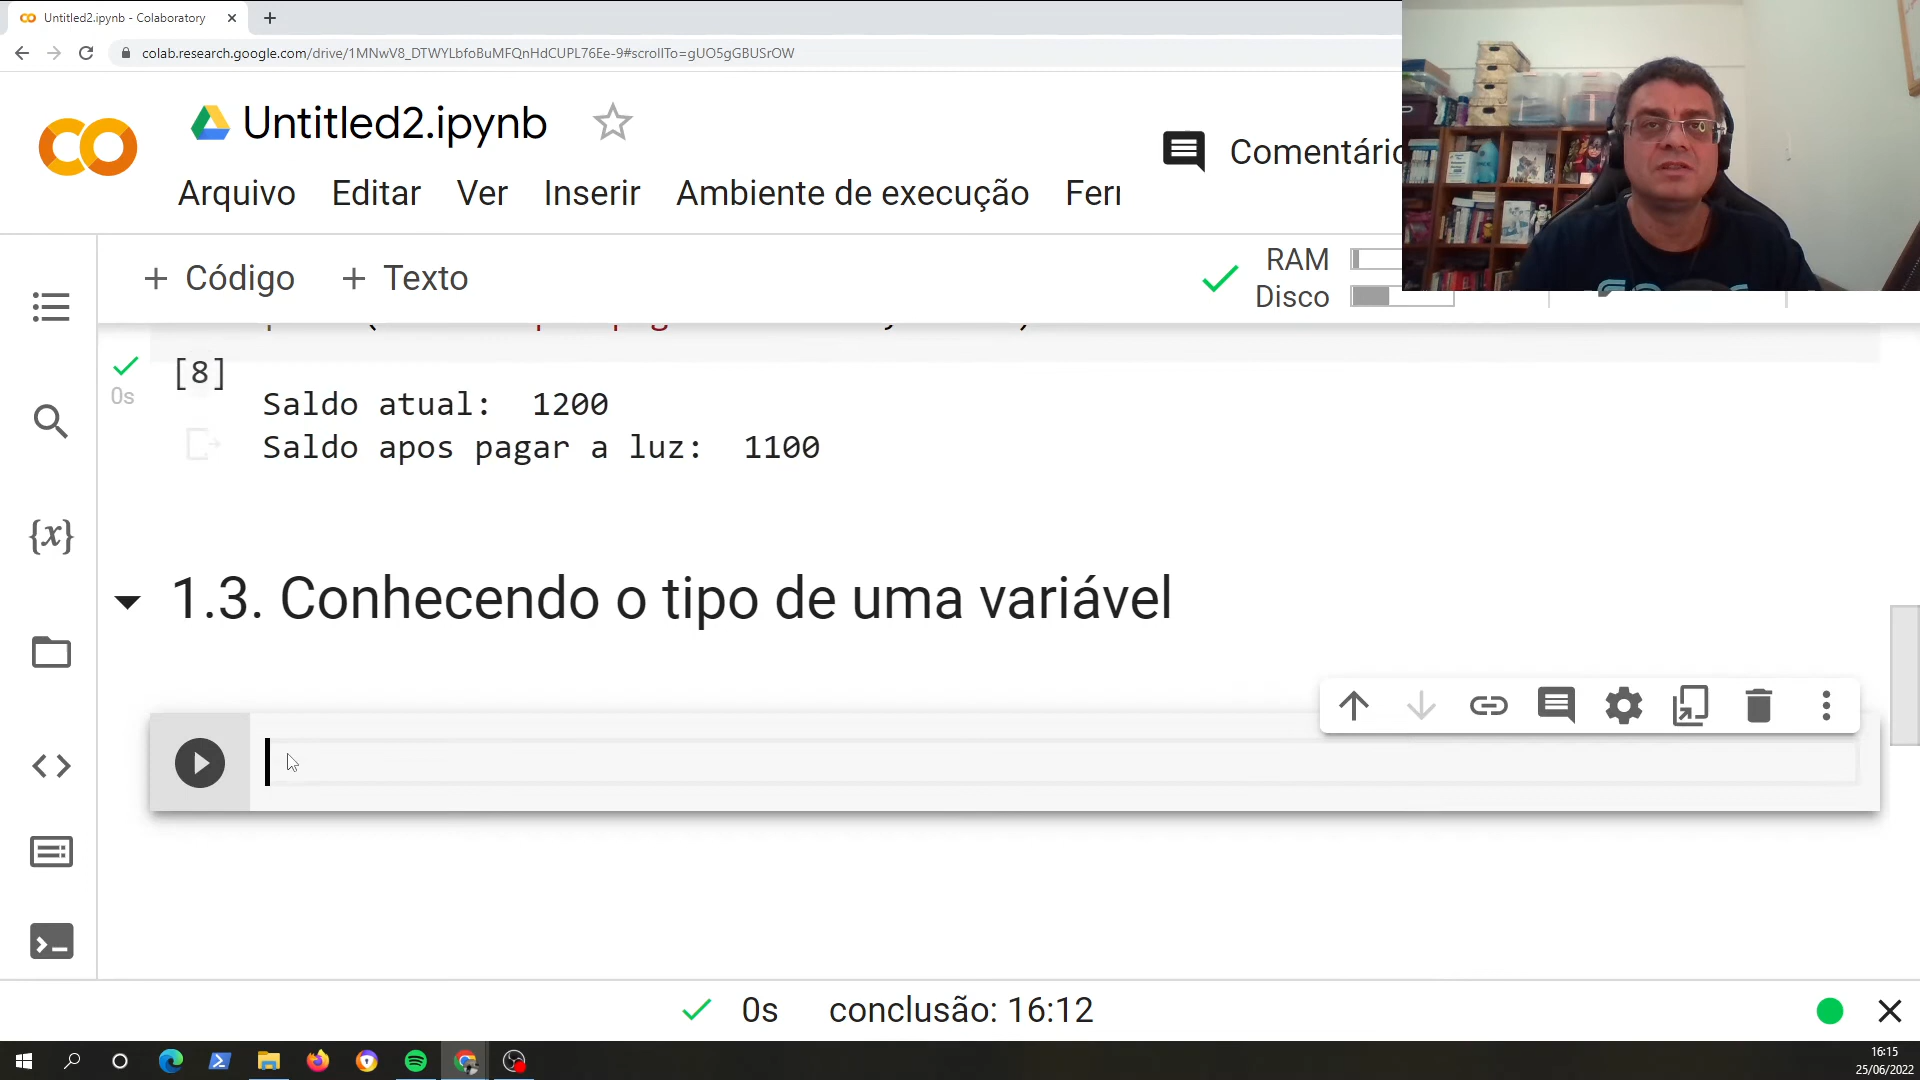 Untitled2.ipynb - Colaboratory
colab.research.google.com/drive/1MNwV8_DTWYLbfoBuMFQnHdCUPL76Ee-9#scrollTo=gUO5gGBUSrOW
Untitled2.ipynb
Comentário
Arquivo Editar Ver Inserir Ambiente de execução Ferr
+ Código + Texto
RAM
Disco
[8]
0s
Saldo atual:  1200
Saldo apos pagar a luz:  1100
{x}
1.3. Conhecendo o tipo de uma variável
0s conclusão: 16:12
16:15
25/06/2022